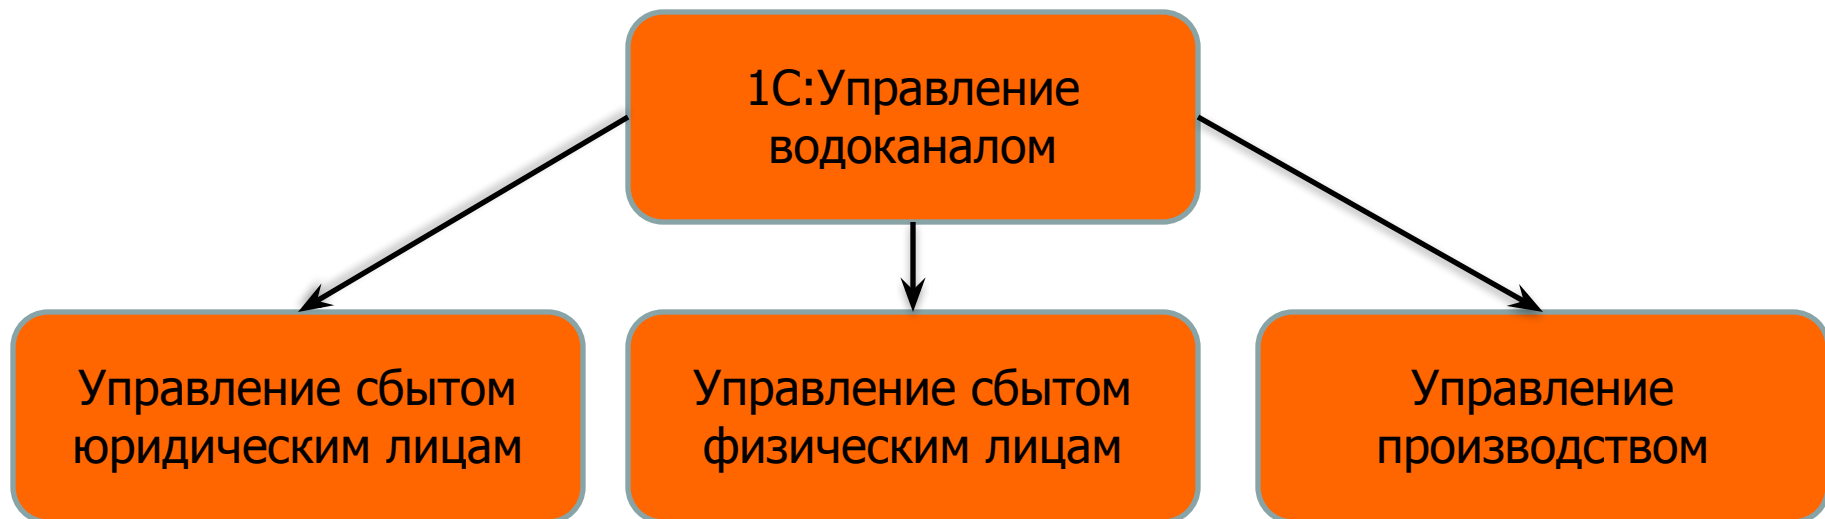 1С:Управление
водоканалом
Управление сбытом
юридическим лицам
Управление сбытом
физическим лицам
Управление
производством